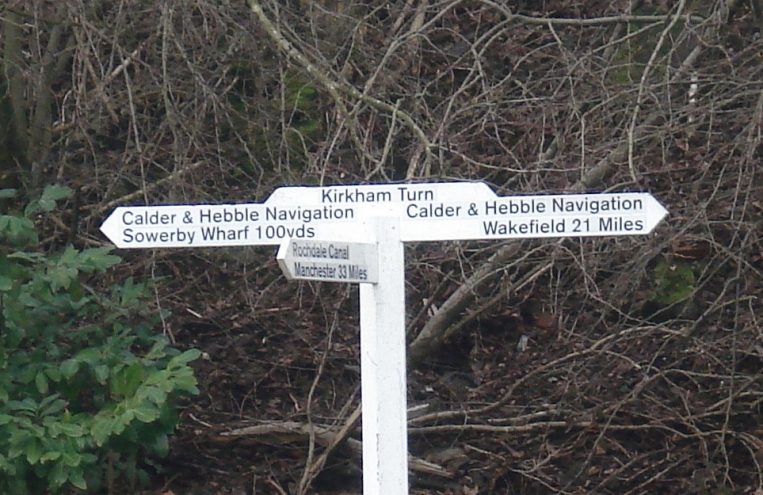 Kirkham Turn
Calder & Hebble Navigation
Sowerby Wharf 100yds
Calder & Hebble Navigation
Wakefield 21 Miles
Rochdale Canal
Manchester 33 Miles